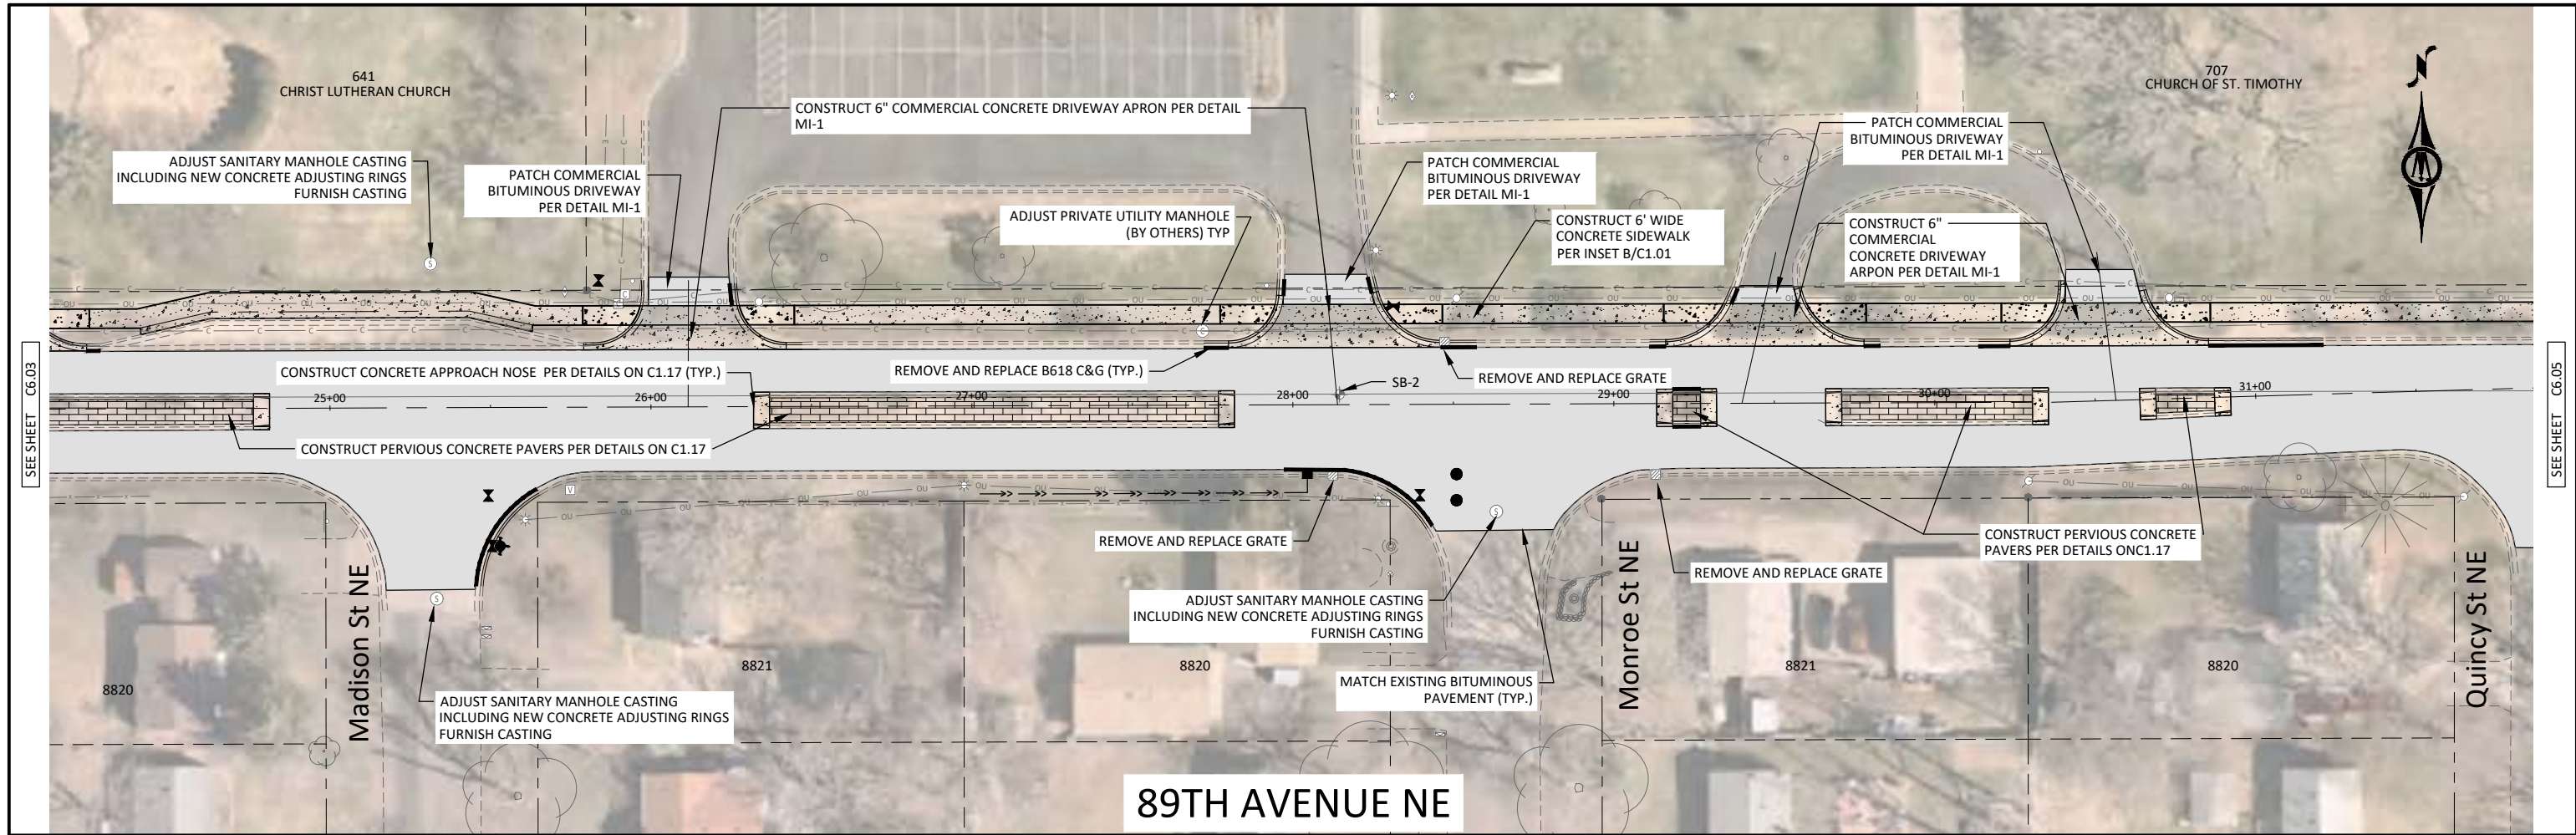 641
CHRIST LUTHERAN CHURCH
707
CHURCH OF ST. TIMOTHY
CONSTRUCT 6" COMMERCIAL CONCRETE DRIVEWAY APRON PER DETAIL
MI-1
PATCH COMMERCIAL
BITUMINOUS DRIVEWAY
PER DETAIL MI-1
ADJUST SANITARY MANHOLE CASTING
INCLUDING NEW CONCRETE ADJUSTING RINGS
FURNISH CASTING
PATCH COMMERCIAL
BITUMINOUS DRIVEWAY
PER DETAIL MI-1
PATCH COMMERCIAL
BITUMINOUS DRIVEWAY
PER DETAIL MI-1
ADJUST PRIVATE UTILITY MANHOLE
(BY OTHERS) TYP
CONSTRUCT 6' WIDE
CONCRETE SIDEWALK
PER INSET B/C1.01
CONSTRUCT 6"
COMMERCIAL
CONCRETE DRIVEWAY
ARPON PER DETAIL MI-1
N
SEE SHEET C6.03
SEE SHEET C6.05
CONSTRUCT CONCRETE APPROACH NOSE PER DETAILS ON C1.17 (TYP.)
REMOVE AND REPLACE B618 C&G (TYP.)
SB-2
REMOVE AND REPLACE GRATE
25+00
26+00
27+00
28+00
29+00
30+00
31+00
CONSTRUCT PERVIOUS CONCRETE PAVERS PER DETAILS ON C1.17
REMOVE AND REPLACE GRATE
CONSTRUCT PERVIOUS CONCRETE
PAVERS PER DETAILS ONC1.17
REMOVE AND REPLACE GRATE
ADJUST SANITARY MANHOLE CASTING
INCLUDING NEW CONCRETE ADJUSTING RINGS
FURNISH CASTING
Madison St NE
Monroe St NE
Quincy St NE
8820
8821
8820
8821
8820
MATCH EXISTING BITUMINOUS
PAVEMENT (TYP.)
ADJUST SANITARY MANHOLE CASTING
INCLUDING NEW CONCRETE ADJUSTING RINGS
FURNISH CASTING
89TH AVENUE NE